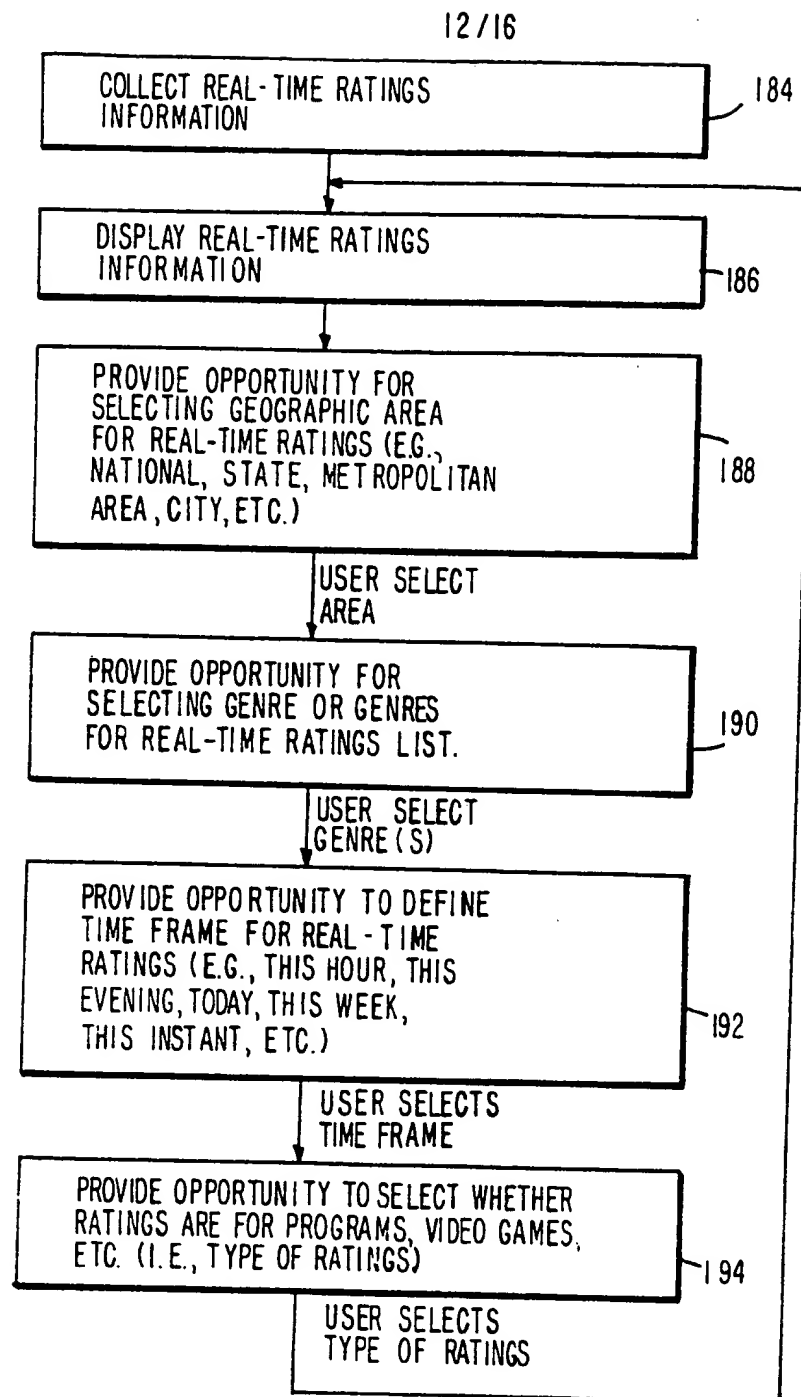 12/16
COLLECT REAL-TIME RATINGS
INFORMATION
184
DISPLAY REAL-TIME RATINGS
INFORMATION
186
PROVIDE OPPORTUNITY FOR
SELECTING GEOGRAPHIC AREA
FOR REAL-TIME RATINGS (E.G.,
NATIONAL, STATE, METROPOLITAN
AREA, CITY, ETC.)
188
USER SELECT
AREA
PROVIDE OPPORTUNITY FOR
SELECTING GENRE OR GENRES
FOR REAL-TIME RATINGS LIST.
190
USER SELECT
GENRE(S)
PROVIDE OPPORTUNITY TO DEFINE
TIME FRAME FOR REAL-TIME
RATINGS (E.G., THIS HOUR, THIS
EVENING, TODAY, THIS WEEK,
THIS INSTANT, ETC.)
192
USER SELECTS
TIME FRAME
PROVIDE OPPORTUNITY TO SELECT WHETHER
RATINGS ARE FOR PROGRAMS, VIDEO GAMES,
ETC. (I.E., TYPE OF RATINGS)
194
USER SELECTS
TYPE OF RATINGS